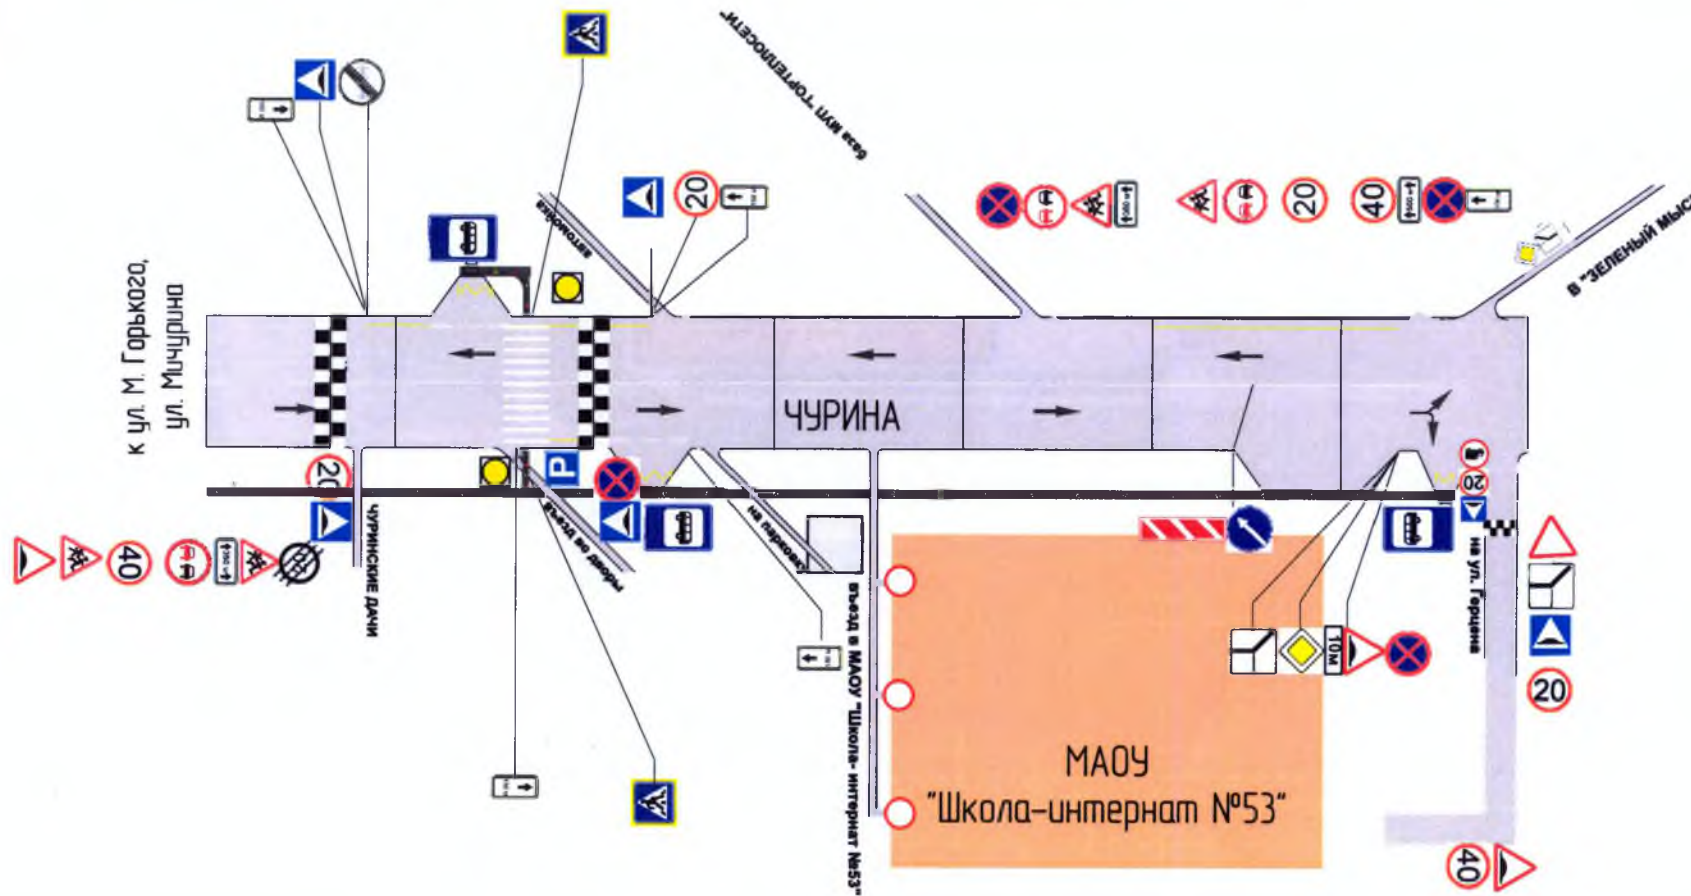 база МУП "ГОРТЕПЛОСЕТИ"
к ул. М. Горького,
ул. Мичурина
автомойка
20
20
40
В "ЗЕЛЕНЫЙ МЫС"
ЧУРИНА
20
P
20
40
ЧУРИНСКИЕ ДАЧИ
въезд во дворы
на парковку
въезд в МАОУ "Школа- интернат №53"
на ул. Герцена
10м
20
МАОУ
"Школа-интернат №53"
40